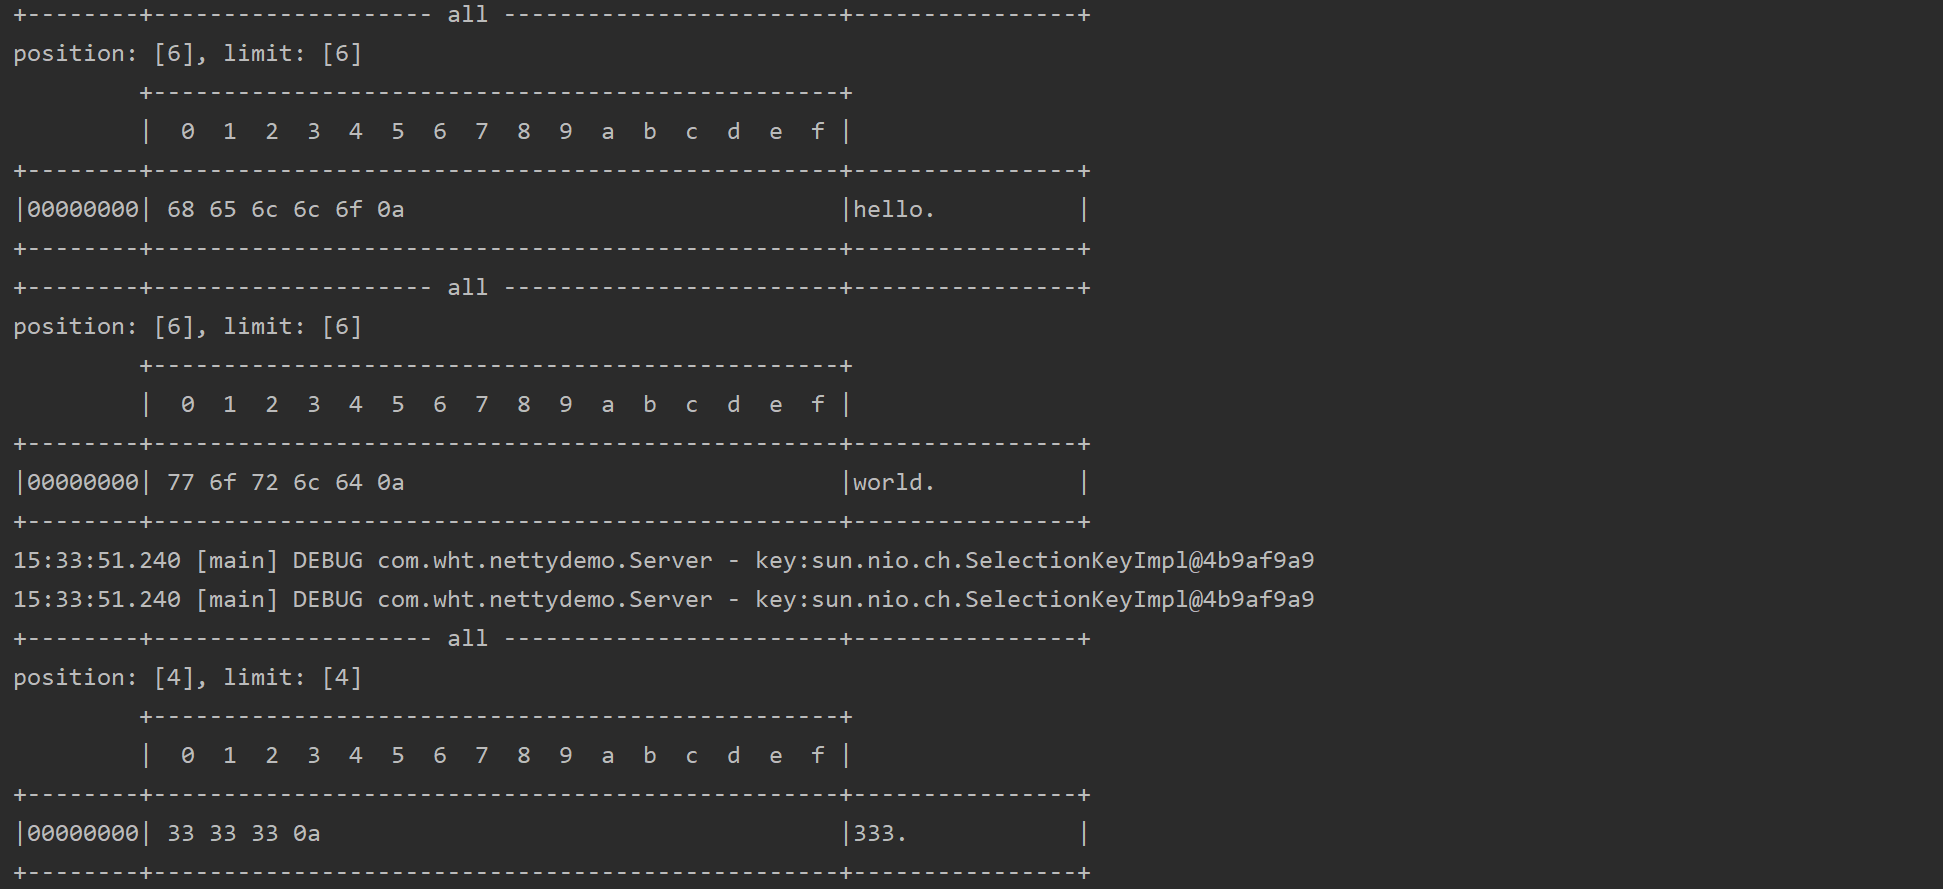 +--------+-------------------- all ------------------------+----------------+
position: [6], limit: [6]
         +-------------------------------------------------+
         |  0  1  2  3  4  5  6  7  8  9  a  b  c  d  e  f |
+--------+-------------------------------------------------+----------------+
|00000000| 68 65 6c 6c 6f 0a                               |hello.          |
+--------+-------------------------------------------------+----------------+
+--------+-------------------- all ------------------------+----------------+
position: [6], limit: [6]
         +-------------------------------------------------+
         |  0  1  2  3  4  5  6  7  8  9  a  b  c  d  e  f |
+--------+-------------------------------------------------+----------------+
|00000000| 77 6f 72 6c 64 0a                               |world.          |
+--------+-------------------------------------------------+----------------+
15:33:51.240 [main] DEBUG com.wht.nettydemo.Server - key:sun.nio.ch.SelectionKeyImpl@4b9af9a9
15:33:51.240 [main] DEBUG com.wht.nettydemo.Server - key:sun.nio.ch.SelectionKeyImpl@4b9af9a9
+--------+-------------------- all ------------------------+----------------+
position: [4], limit: [4]
         +-------------------------------------------------+
         |  0  1  2  3  4  5  6  7  8  9  a  b  c  d  e  f |
+--------+-------------------------------------------------+----------------+
|00000000| 33 33 33 0a                                     |333.            |
+--------+-------------------------------------------------+----------------+